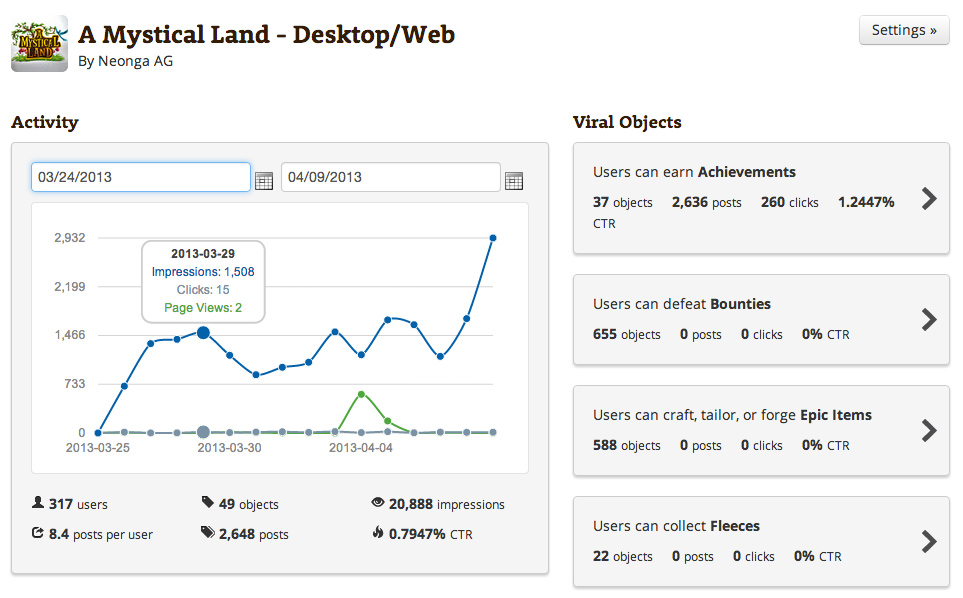 A MYSTICAL LAND
A Mystical Land – Desktop/Web
By Neonga AG
Settings »
Activity
03/24/2013
04/09/2013
2,932
2,199
1,466
733
0
2013-03-29
Impressions: 1,508
Clicks: 15
Page Views: 2
2013-03-25
2013-03-30
2013-04-04
317 users
49 objects
20,888 impressions
8.4 posts per user
2,648 posts
0.7947% CTR
Viral Objects
Users can earn Achievements
37 objects 2,636 posts 260 clicks 1.2447%
CTR
Users can defeat Bounties
655 objects 0 posts 0 clicks 0% CTR
Users can craft, tailor, or forge Epic Items
588 objects 0 posts 0 clicks 0% CTR
Users can collect Fleeces
22 objects 0 posts 0 clicks 0% CTR